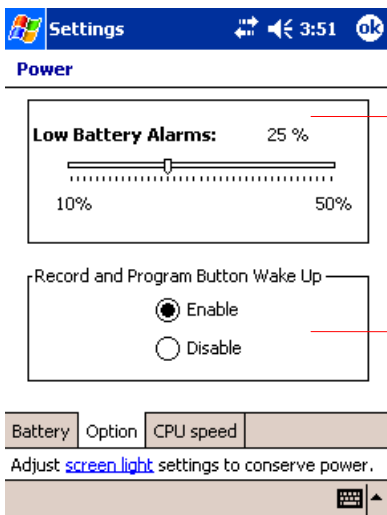 Settings 3:51 ok
Power
Low Battery Alarms: 25 %
10% 50%
Record and Program Button Wake Up
Enable
Disable
Battery Option CPU speed
Adjust screen light settings to conserve power.